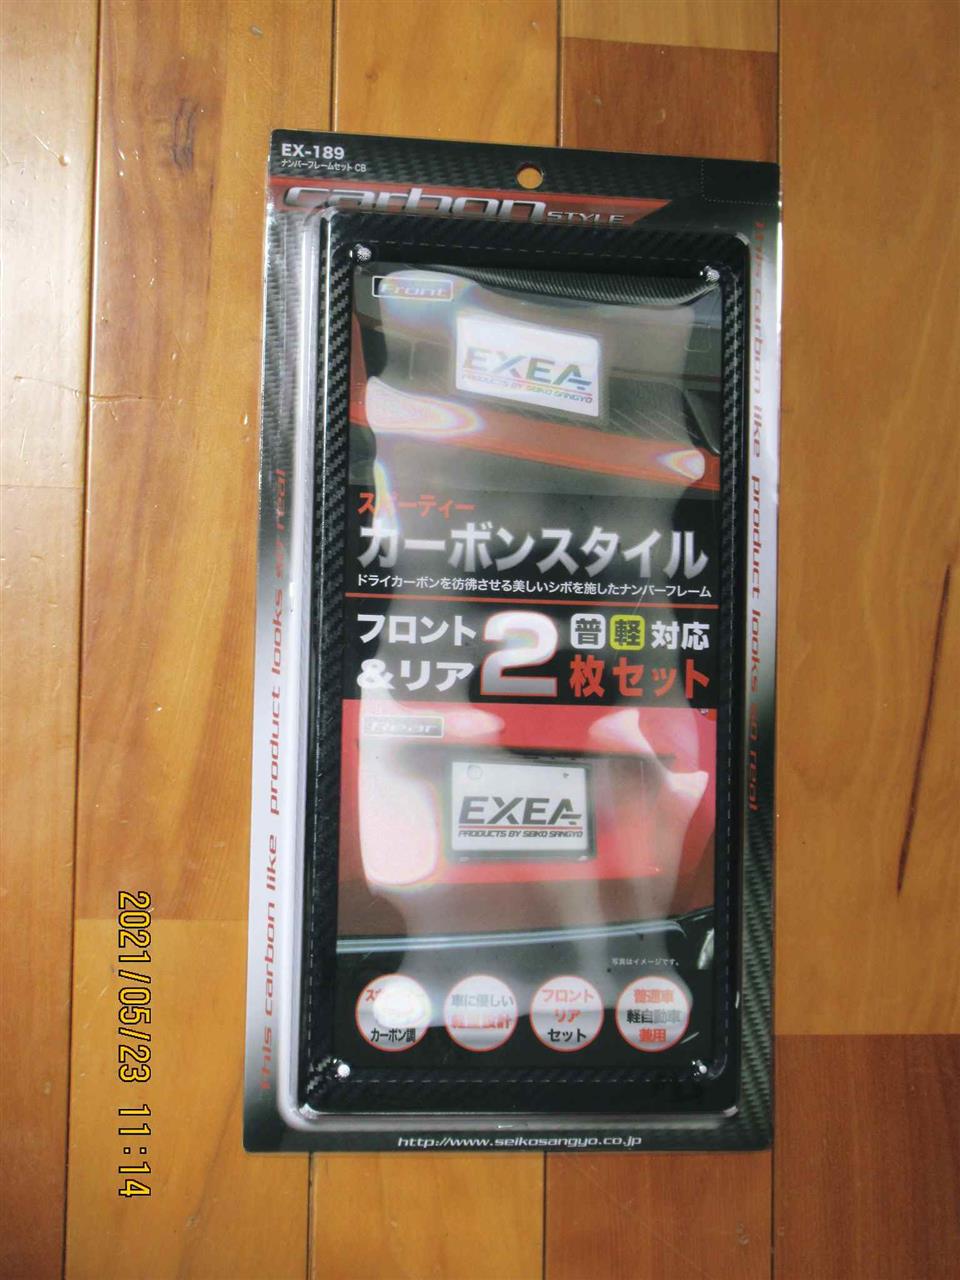 EX-189
ナンバーフレームセット CB
carbon STYLE
Front
EXEA
PRODUCTS BY SEIKO SANGYO
スポーティー
カーボンスタイル
ドライカーボンを彷彿させる美しいシボを施したナンバーフレーム
フロント
&リア
2
普 軽 対応
枚セット
Rear
EXEA
PRODUCTS BY SEIKO SANGYO
写真はイメージです。
カーボン調
車に優しい
軽量設計
フロント
リア
セット
普通車
軽自動車
兼用
http://www.seikosangyo.co.jp
This carbon like product looks so real
This carbon like product looks so real
2021/05/23 11:14